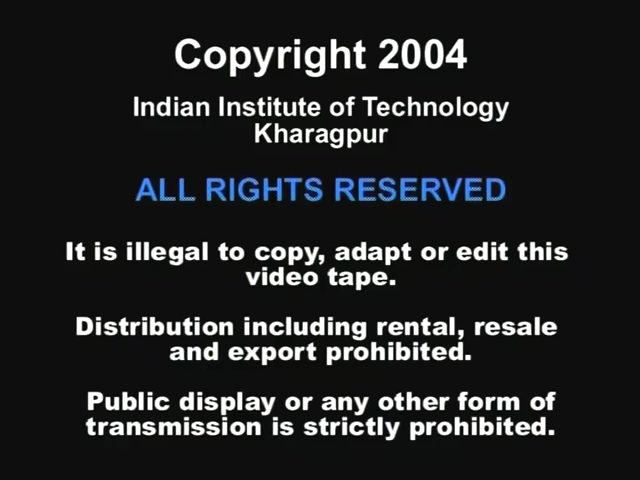 Copyright 2004
Indian Institute of Technology
Kharagpur
ALL RIGHTS RESERVED
It is illegal to copy, adapt or edit this
video tape.
Distribution including rental, resale
and export prohibited.
Public display or any other form of
transmission is strictly prohibited.